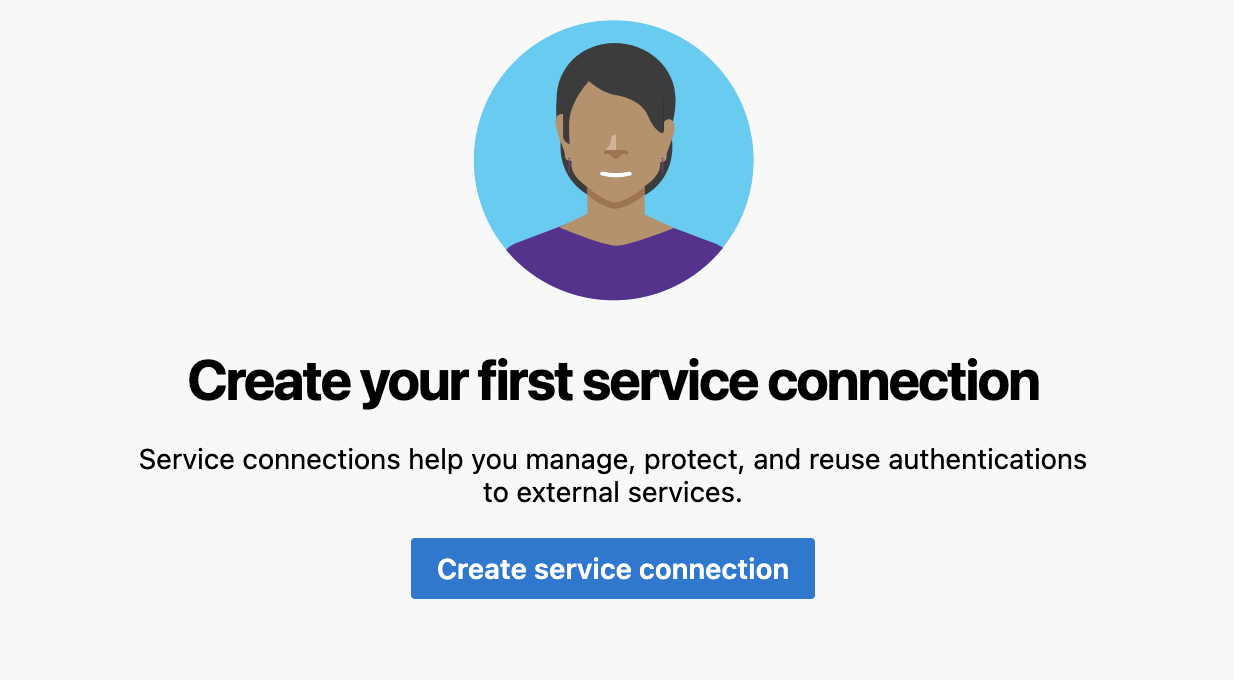 Create your first service connection
Service connections help you manage, protect, and reuse authentications
to external services.
Create service connection